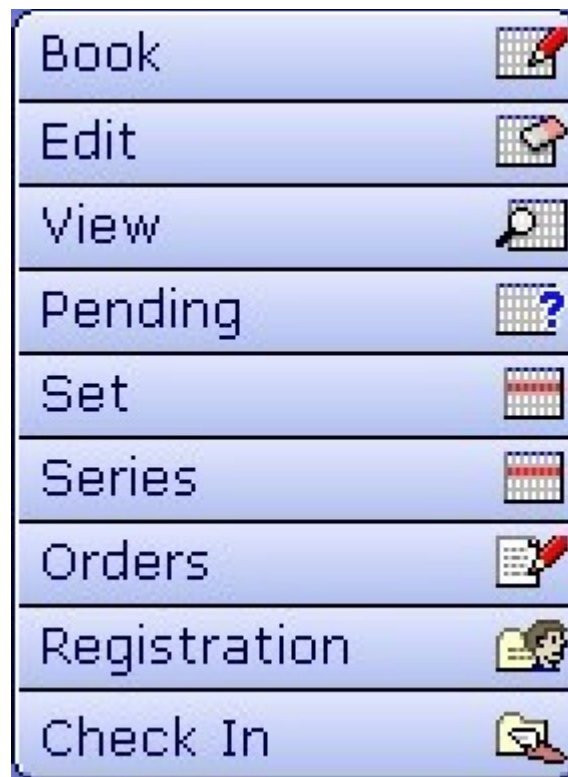 Book
Edit
View
Pending
Set
Series
Orders
Registration
Check In